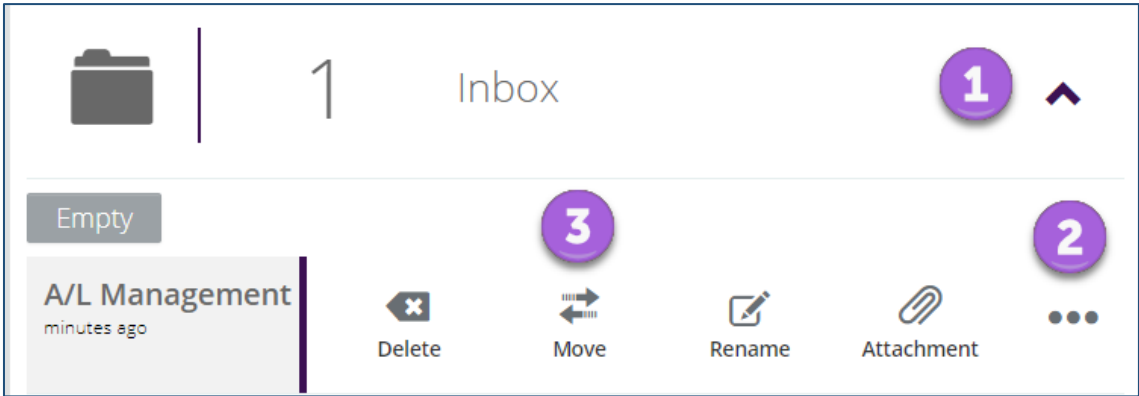 1 Inbox 1
Empty
3
2
A/L Management
minutes ago
Delete Move Rename Attachment